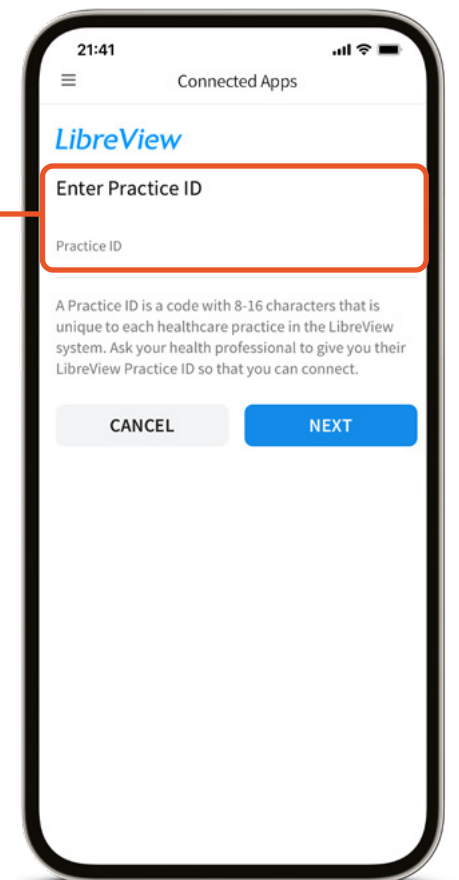 21:41
Connected Apps
LibreView
Enter Practice ID
Practice ID
A Practice ID is a code with 8-16 characters that is
unique to each healthcare practice in the LibreView
system. Ask your health professional to give you their
LibreView Practice ID so that you can connect.
CANCEL NEXT